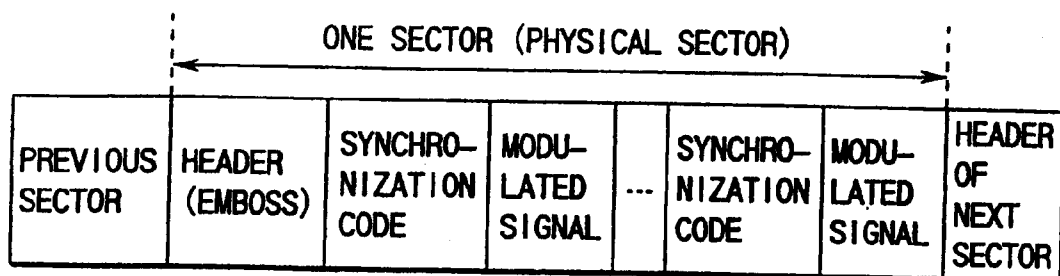 ONE SECTOR (PHYSICAL SECTOR)
PREVIOUS
SECTOR
HEADER
(EMBOSS)
SYNCHRO-
NIZATION
CODE
MODU-
LATED
SIGNAL
...
SYNCHRO-
NIZATION
CODE
MODU-
LATED
SIGNAL
HEADER
OF
NEXT
SECTOR